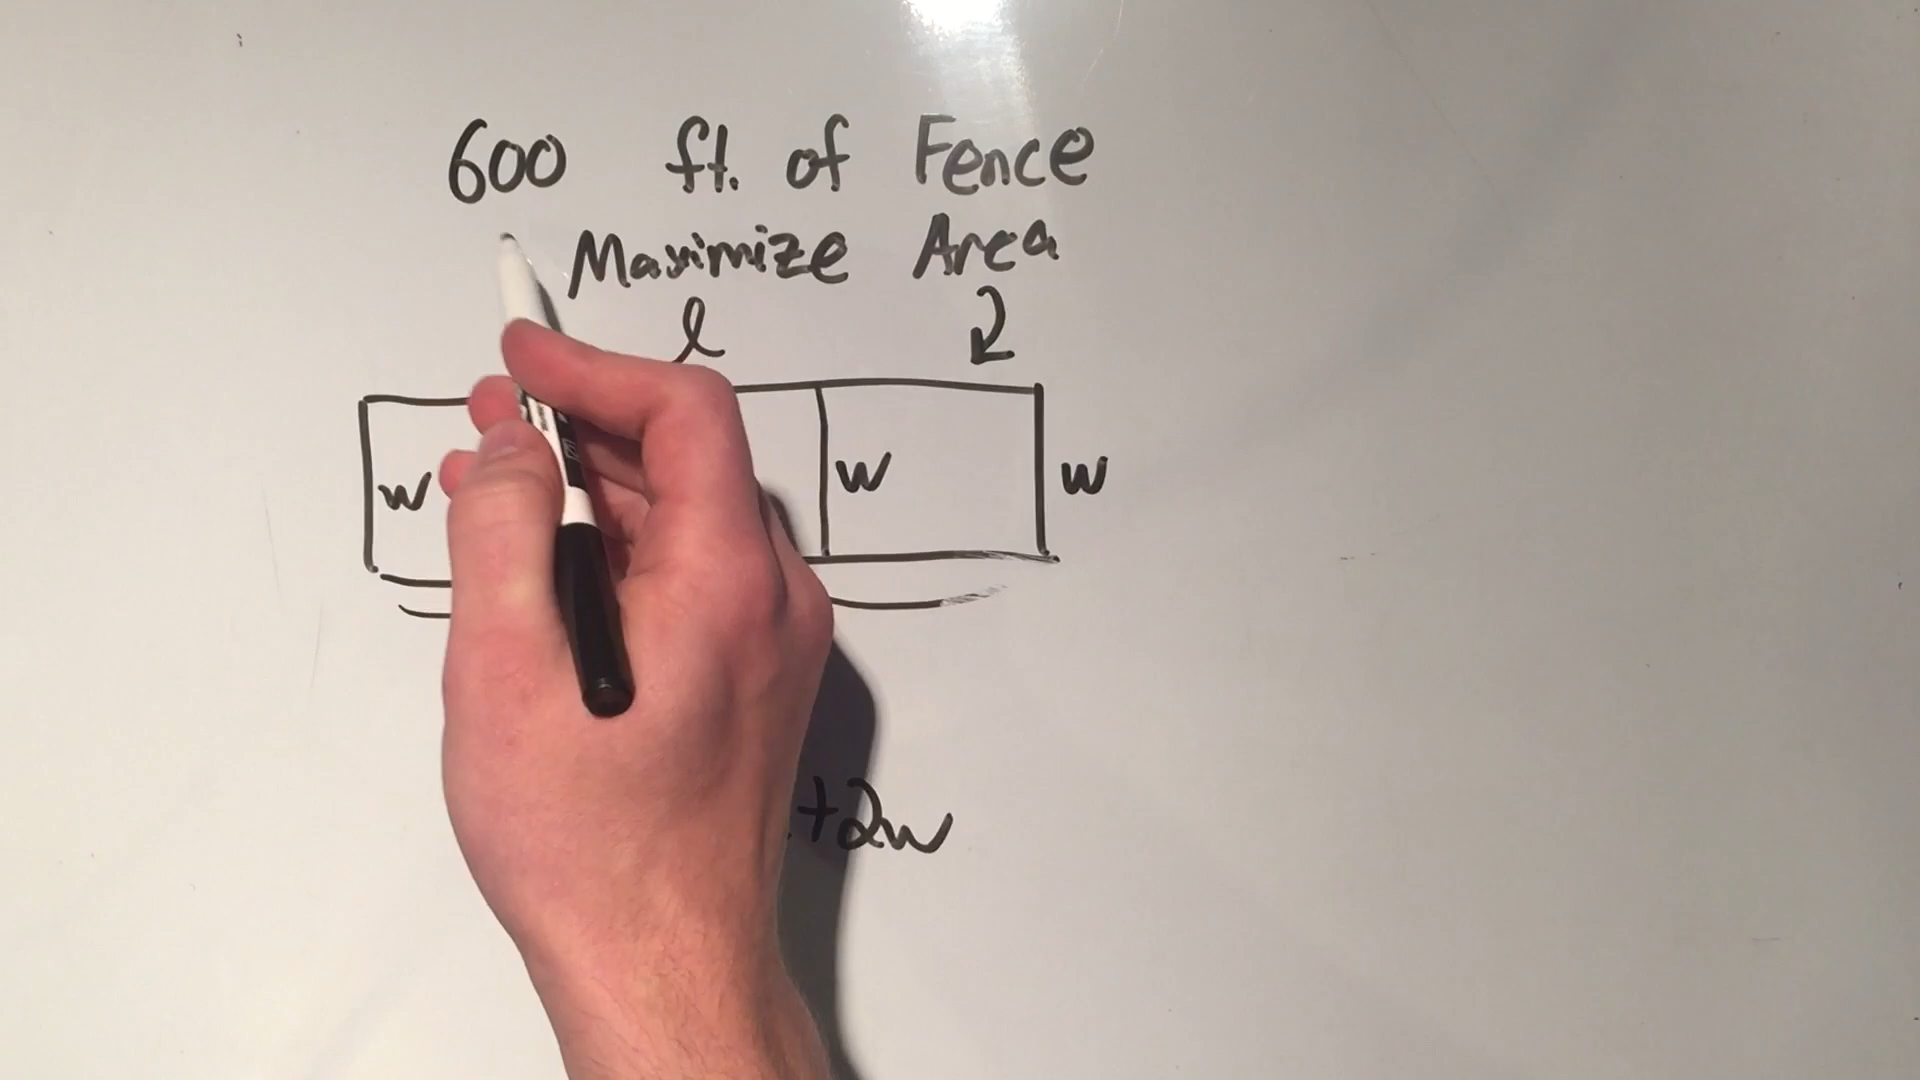 600 ft. of Fence
Maximize Area
l
w w w
+2w